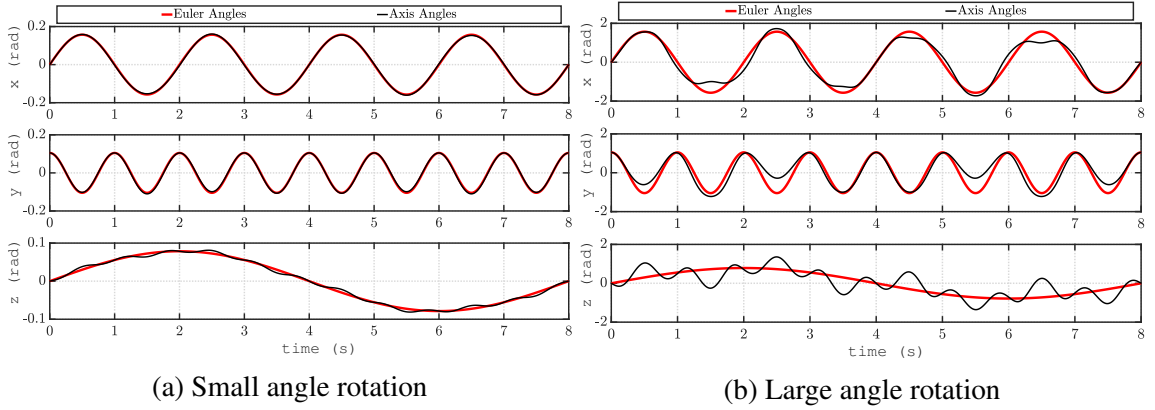 Euler Angles Axis Angles
x (rad)
0.2
0
-0.2
0 1 2 3 4 5 6 7 8
y (rad)
0.2
0
-0.2
0 1 2 3 4 5 6 7 8
z (rad)
0.1
0
-0.1
0 1 2 3 4 5 6 7 8
time (s)
(a) Small angle rotation
Euler Angles Axis Angles
x (rad)
2
0
-2
0 1 2 3 4 5 6 7 8
y (rad)
2
0
-2
0 1 2 3 4 5 6 7 8
z (rad)
2
0
-2
0 1 2 3 4 5 6 7 8
time (s)
(b) Large angle rotation